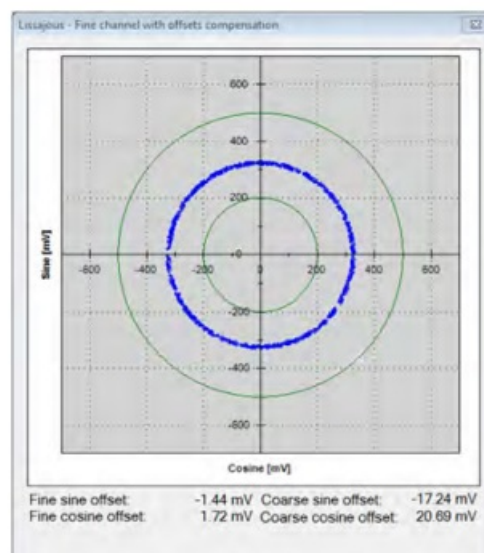 Lissajous - Fine channel with offsets compensation
600
400
200
-600 -400 -200 0 200 400 600
-200
-400
-600
Sine [mV]
Cosine [mV]
Fine sine offset: -1.44 mV Coarse sine offset: -17.24 mV
Fine cosine offset: 1.72 mV Coarse cosine offset: 20.69 mV